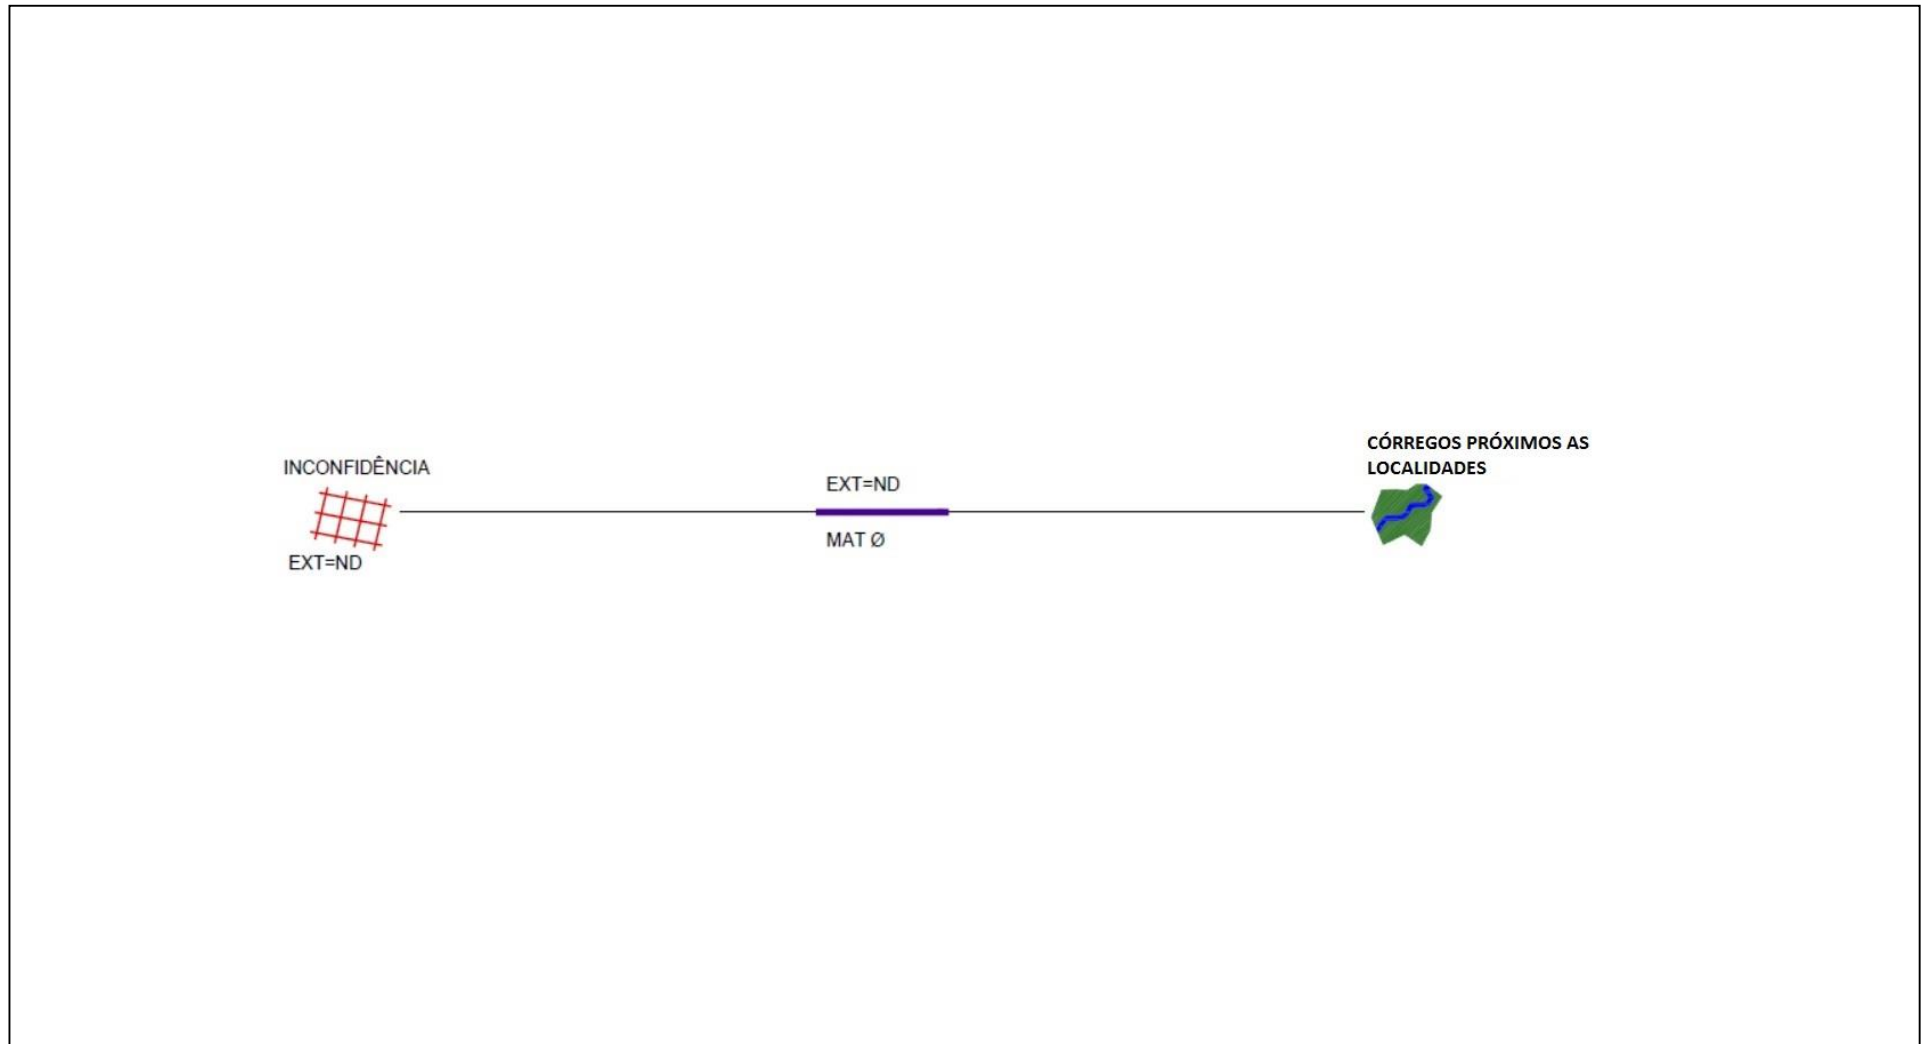 INCONFIDÊNCIA
EXT=ND
EXT=ND
MAT Ø
CÓRREGOS PRÓXIMOS AS
LOCALIDADES